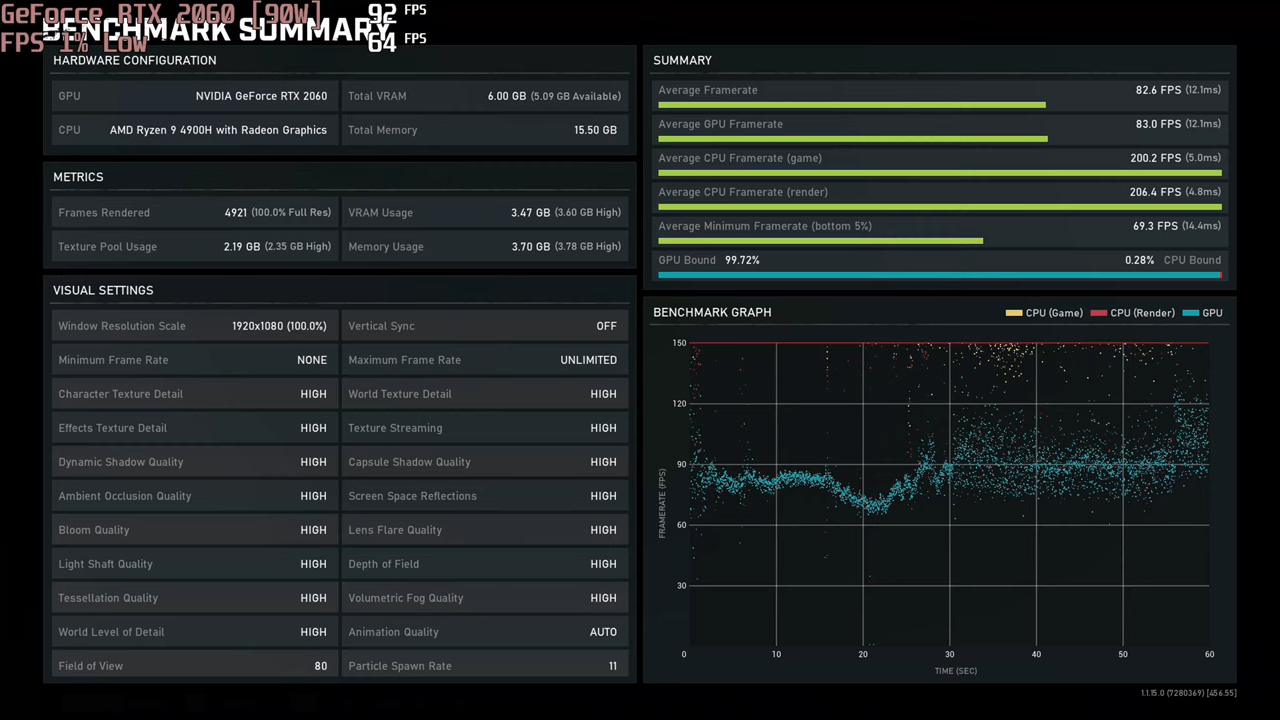 GeForce RTX 2060 [90W] 92 FPS
BENCHMARK SUMMARY
FPS 1% Low 64 FPS
HARDWARE CONFIGURATION
GPU NVIDIA GeForce RTX 2060 Total VRAM 6.00 GB (5.09 GB Available)
CPU AMD Ryzen 9 4900H with Radeon Graphics Total Memory 15.50 GB
METRICS
Frames Rendered 4921 (100.0% Full Res) VRAM Usage 3.47 GB (3.60 GB High)
Texture Pool Usage 2.19 GB (2.35 GB High) Memory Usage 3.70 GB (3.78 GB High)
VISUAL SETTINGS
Window Resolution Scale 1920x1080 (100.0%) Vertical Sync OFF
Minimum Frame Rate NONE Maximum Frame Rate UNLIMITED
Character Texture Detail HIGH World Texture Detail HIGH
Effects Texture Detail HIGH Texture Streaming HIGH
Dynamic Shadow Quality HIGH Capsule Shadow Quality HIGH
Ambient Occlusion Quality HIGH Screen Space Reflections HIGH
Bloom Quality HIGH Lens Flare Quality HIGH
Light Shaft Quality HIGH Depth of Field HIGH
Tessellation Quality HIGH Volumetric Fog Quality HIGH
World Level of Detail HIGH Animation Quality AUTO
Field of View 80 Particle Spawn Rate 11
SUMMARY
Average Framerate 82.6 FPS (12.1ms)
Average GPU Framerate 83.0 FPS (12.1ms)
Average CPU Framerate (game) 200.2 FPS (5.0ms)
Average CPU Framerate (render) 206.4 FPS (4.8ms)
Average Minimum Framerate (bottom 5%) 69.3 FPS (14.4ms)
GPU Bound 99.72% 0.28% CPU Bound
BENCHMARK GRAPH CPU (Game) CPU (Render) GPU
150
120
90
60
30
FRAMERATE (FPS)
0 10 20 30 40 50 60
TIME (SEC)
1.1.15.0 (7280369) [456.55]